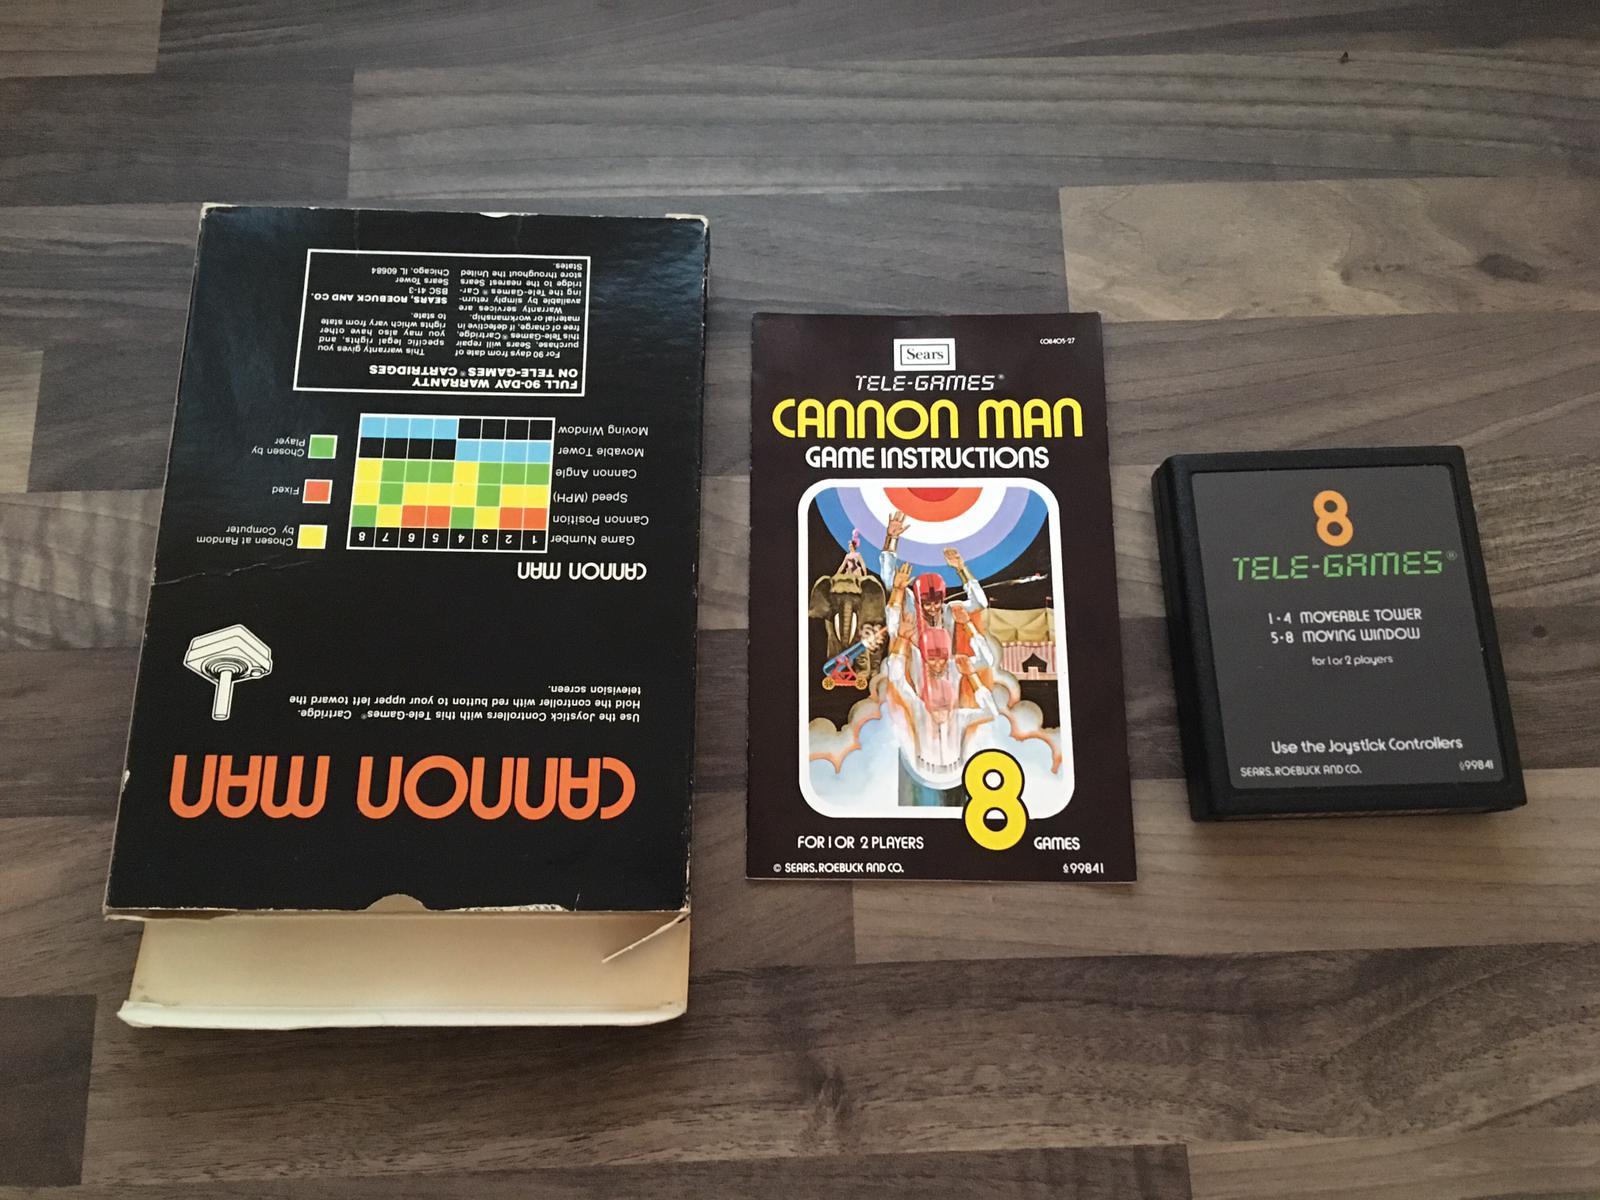 CANNON MAN
Use the Joystick Controllers with this Tele-Games® Cartridge.
Hold the controller with red button to your upper left toward the
television screen.
CANNON MAN
Game Number 1 2 3 4 5 6 7 8
Cannon Position
Speed (MPH)
Cannon Angle
Movable Tower
Moving Window
Chosen at Random
by Computer
Fixed
Chosen by
Player
FULL 90-DAY WARRANTY
ON TELE-GAMES® CARTRIDGES
For 90 days from date of
purchase, Sears will repair
this Tele-Games® Cartridge,
free of charge, if defective in
material or workmanship.
Warranty services are
available by simply return-
ing the Tele-Games® Car-
tridge to the nearest Sears
store throughout the United
States.
This warranty gives you
specific legal rights, and
you may also have other
rights which vary from state
to state.
SEARS, ROEBUCK AND CO.
BSC 41-3
Sears Tower
Chicago, IL 60684
Sears
CO8405-27
TELE-GAMES®
CANNON MAN
GAME INSTRUCTIONS
8
FOR 1 OR 2 PLAYERS
GAMES
© SEARS, ROEBUCK AND CO.
6 99841
8
TELE-GAMES®
1-4 MOVEABLE TOWER
5-8 MOVING WINDOW
for 1 or 2 players
Use the Joystick Controllers
SEARS, ROEBUCK AND CO.
6 99841